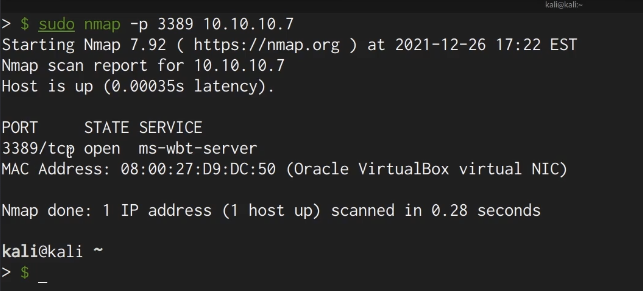 kali@kali:~
> $ sudo nmap -p 3389 10.10.10.7
Starting Nmap 7.92 ( https://nmap.org ) at 2021-12-26 17:22 EST
Nmap scan report for 10.10.10.7
Host is up (0.00035s latency).
PORT     STATE SERVICE
3389/tcp open  ms-wbt-server
MAC Address: 08:00:27:D9:DC:50 (Oracle VirtualBox virtual NIC)
Nmap done: 1 IP address (1 host up) scanned in 0.28 seconds
kali@kali ~
> $ _